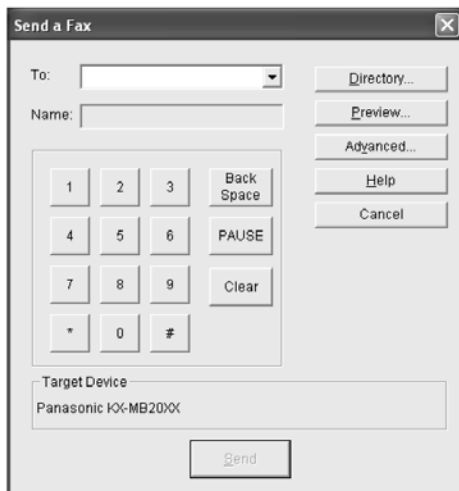 Send a Fax
To:
Directory...
Name:
Preview...
Advanced...
1 2 3 Back
Space
Help
Cancel
4 5 6 PAUSE
7 8 9 Clear
* 0 #
Target Device
Panasonic KX-MB20XX
Send